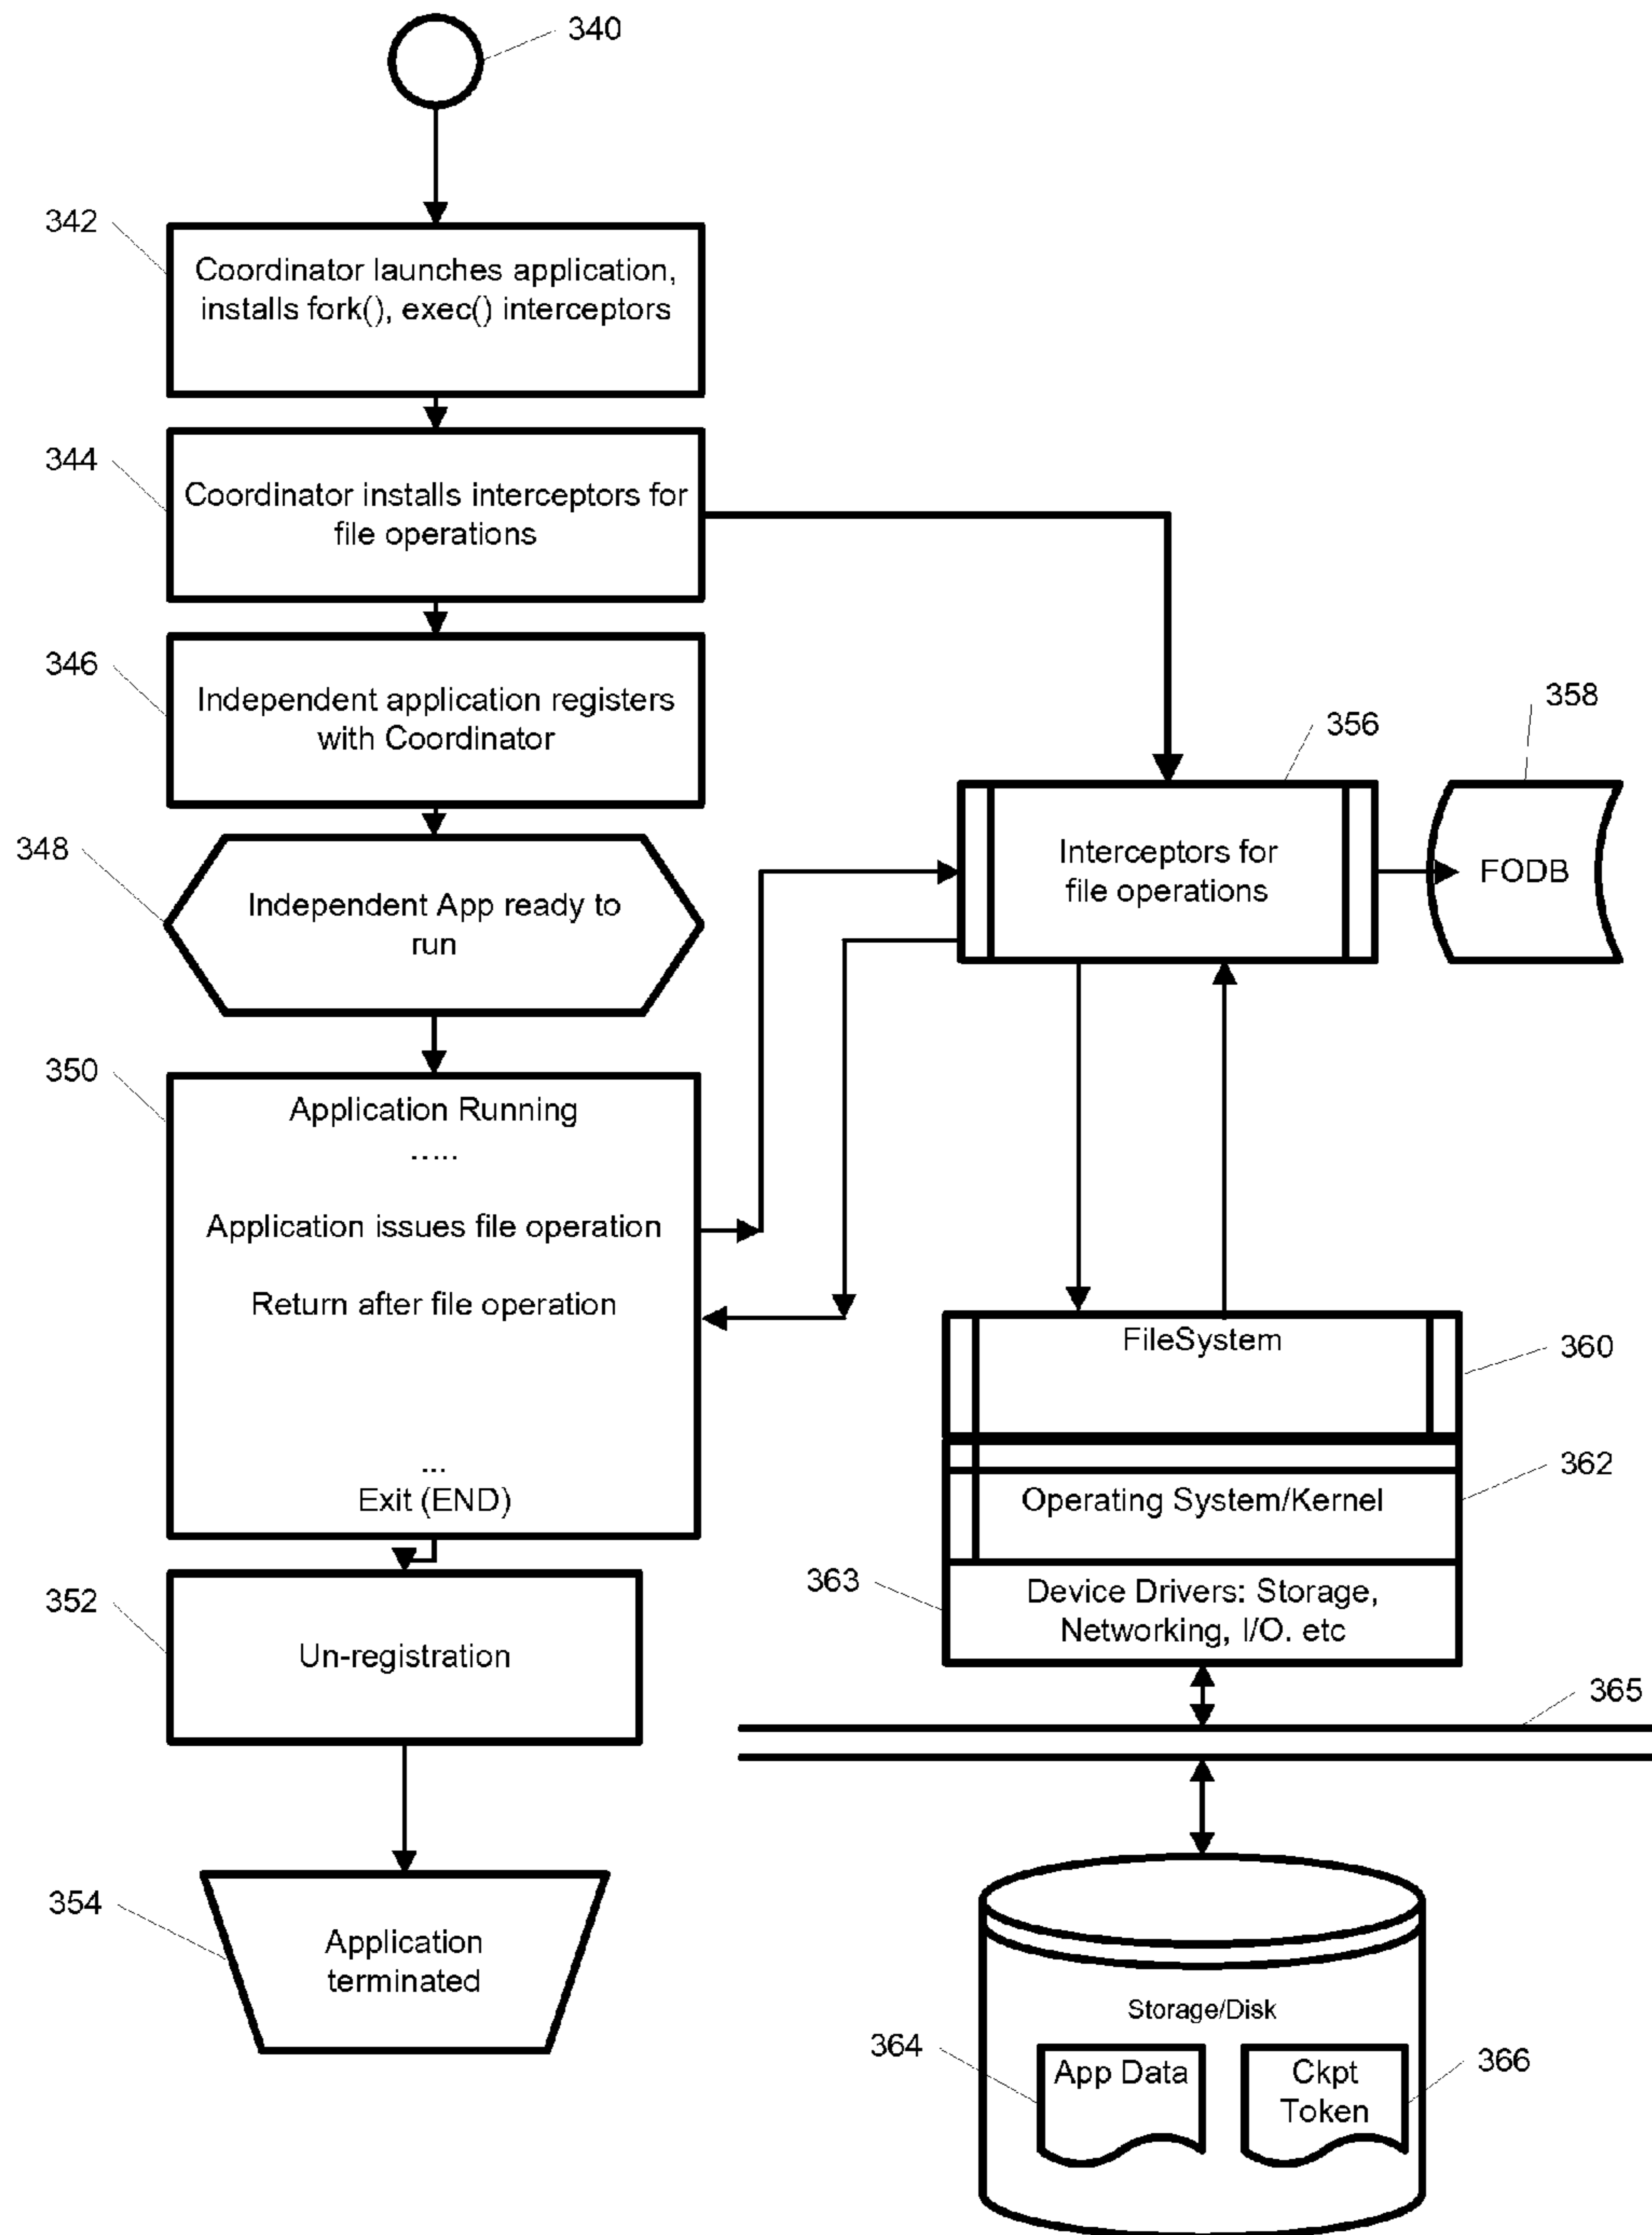 340
342
Coordinator launches application,
installs fork(), exec() interceptors
344
Coordinator installs interceptors for
file operations
346
Independent application registers
with Coordinator
348
Independent App ready to
run
350
Application Running
.....
Application issues file operation
Return after file operation
...
Exit (END)
352
Un-registration
354
Application
terminated
356
Interceptors for
file operations
358
FODB
FileSystem
360
362
Operating System/Kernel
363
Device Drivers: Storage,
Networking, I/O. etc
365
Storage/Disk
364
App Data
Ckpt
Token
366